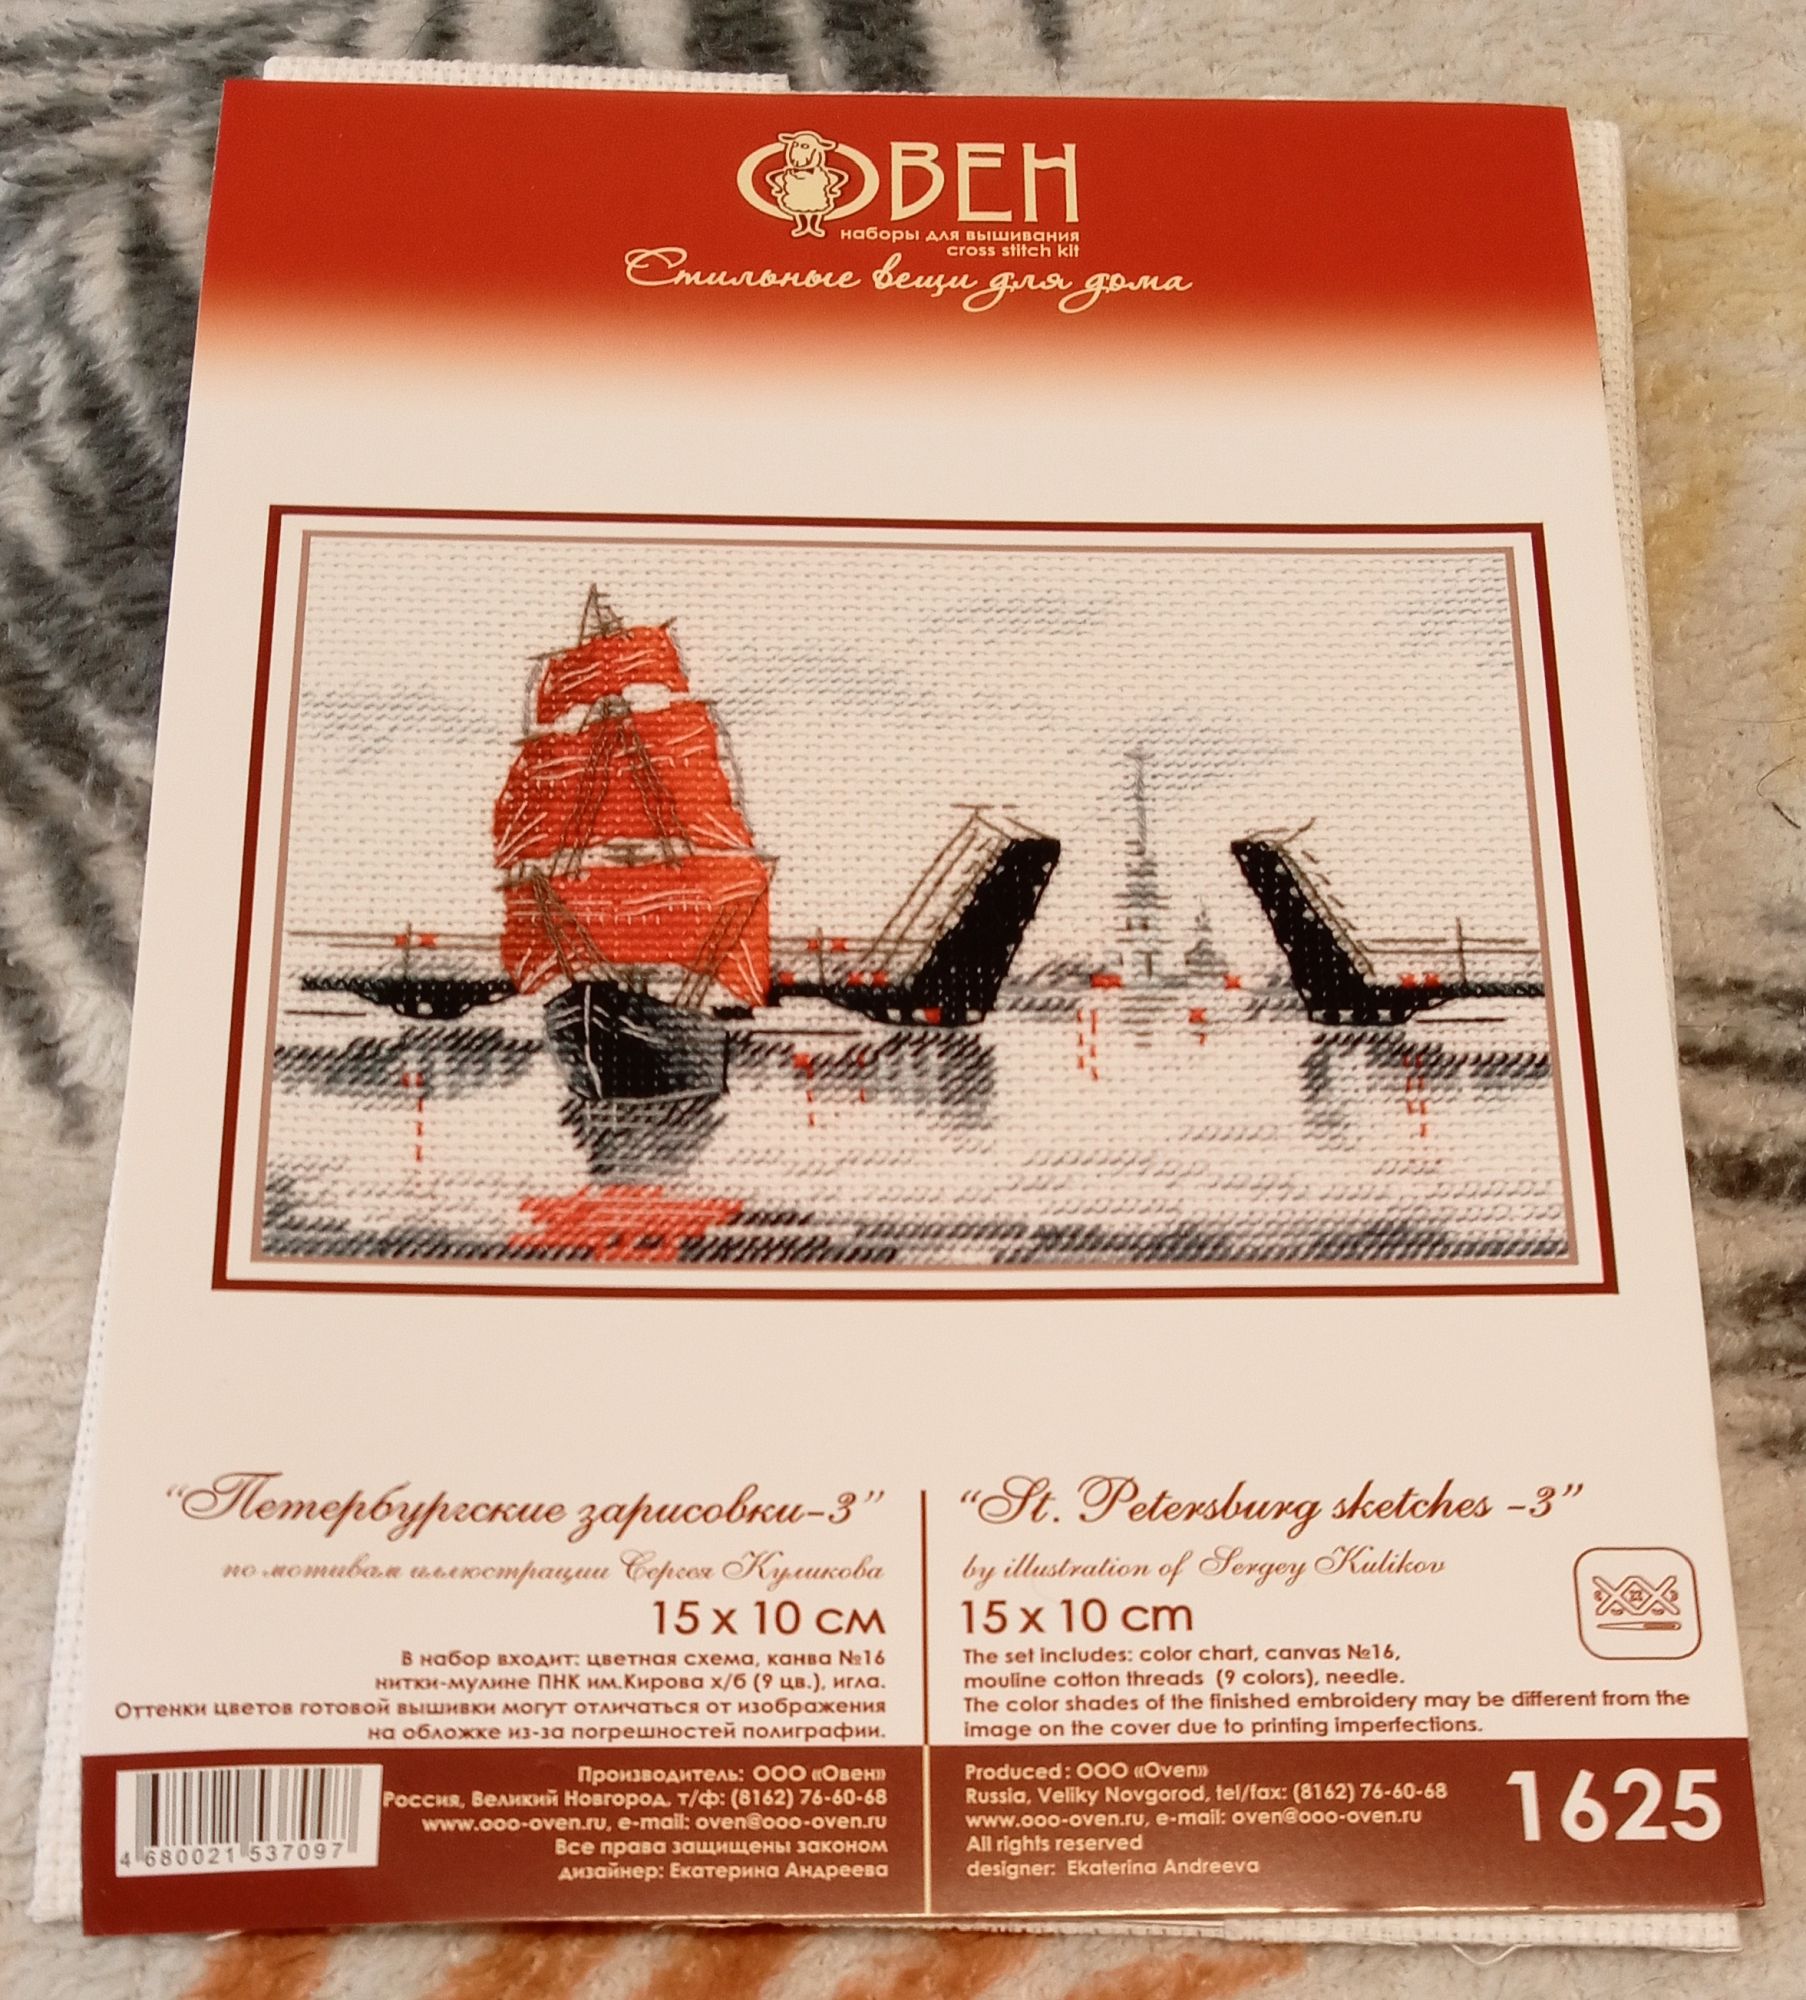 ОВЕН
наборы для вышивания
cross stitch kit
Стильные вещи для дома
“Петербургские зарисовки-3”
по мотивам иллюстрации Сергея Куликова
15 х 10 см
В набор входит: цветная схема, канва №16
нитки-мулине ПНК им.Кирова х/б (9 цв.), игла.
Оттенки цветов готовой вышивки могут отличаться от изображения
на обложке из-за погрешностей полиграфии.
“St. Petersburg sketches -3”
by illustration of Sergey Kulikov
15 x 10 cm
The set includes: color chart, canvas №16,
mouline cotton threads (9 colors), needle.
The color shades of the finished embroidery may be different from the
image on the cover due to printing imperfections.
4 680021 537097
Производитель: ООО «Овен»
Россия, Великий Новгород, т/ф: (8162) 76-60-68
www.ooo-oven.ru, e-mail: oven@ooo-oven.ru
Все права защищены законом
дизайнер: Екатерина Андреева
Produced: ООО «Oven»
Russia, Veliky Novgorod, tel/fax: (8162) 76-60-68
www.ooo-oven.ru, e-mail: oven@ooo-oven.ru
All rights reserved
designer: Ekaterina Andreeva
1625